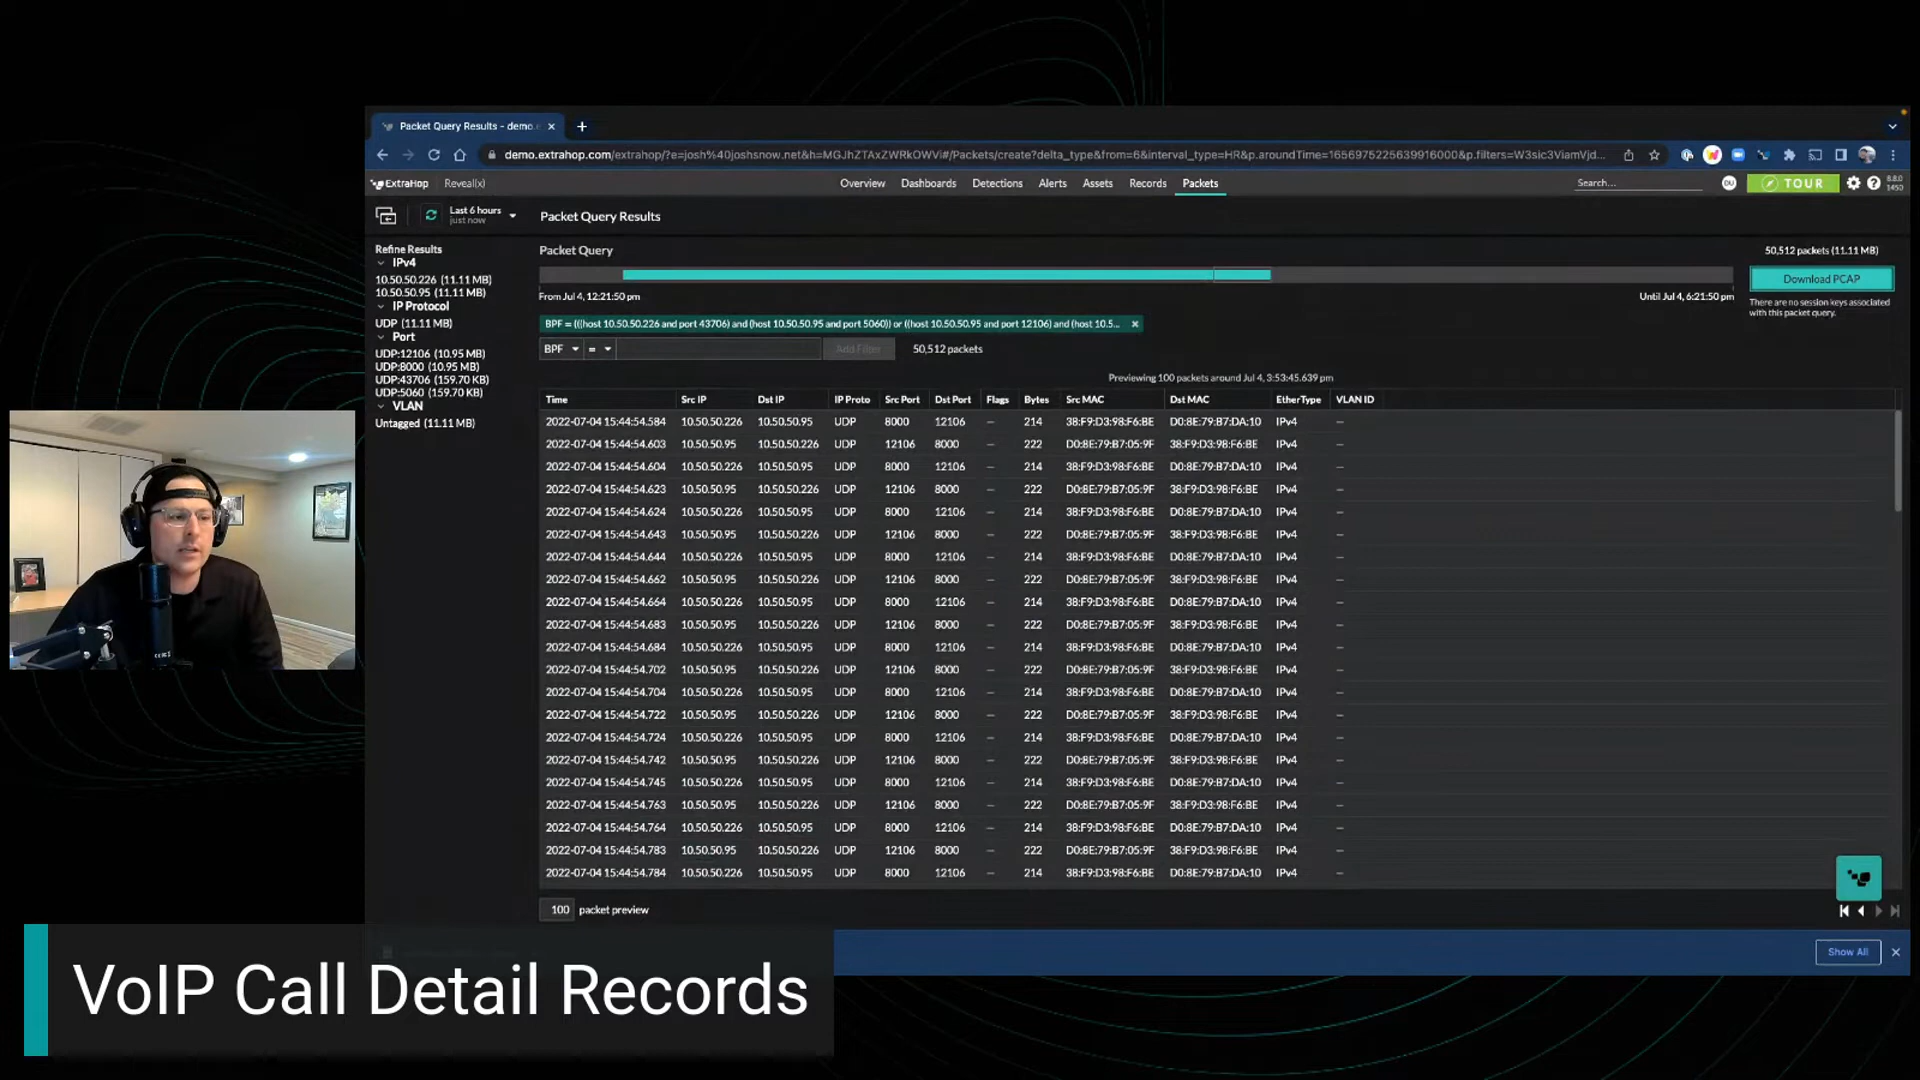 Packet Query Results - demo.
demo.extrahop.com/extrahop/?e=josh%40joshsnow.net&h=MGJhZTAxZWRkOWVi#/Packets/create?delta_type&from=6&interval_type=HR&p.aroundTime=1656975225639916000&p.filters=W3sic3ViamVjd...
ExtraHop Reveal(x) Overview Dashboards Detections Alerts Assets Records Packets Search... DU TOUR 8.8.0 1450
Last 6 hours
just now
Packet Query Results
Refine Results
IPv4
10.50.50.226 (11.11 MB)
10.50.50.95 (11.11 MB)
IP Protocol
UDP (11.11 MB)
Port
UDP:12106 (10.95 MB)
UDP:8000 (10.95 MB)
UDP:43706 (159.70 KB)
UDP:5060 (159.70 KB)
VLAN
Untagged (11.11 MB)
Packet Query
From Jul 4, 12:21:50 pm
Until Jul 4, 6:21:50 pm
50,512 packets (11.11 MB)
Download PCAP
There are no session keys associated
with this packet query.
BPF = (((host 10.50.50.226 and port 43706) and (host 10.50.50.95 and port 5060)) or ((host 10.50.50.95 and port 12106) and (host 10.5...
BPF = Add Filter 50,512 packets
Previewing 100 packets around Jul 4, 3:53:45.639 pm
Time Src IP Dst IP IP Proto Src Port Dst Port Flags Bytes Src MAC Dst MAC EtherType VLAN ID
2022-07-04 15:44:54.584 10.50.50.226 10.50.50.95 UDP 8000 12106 — 214 38:F9:D3:98:F6:BE D0:8E:79:B7:DA:10 IPv4 —
2022-07-04 15:44:54.603 10.50.50.95 10.50.50.226 UDP 12106 8000 — 222 D0:8E:79:B7:05:9F 38:F9:D3:98:F6:BE IPv4 —
2022-07-04 15:44:54.604 10.50.50.226 10.50.50.95 UDP 8000 12106 — 214 38:F9:D3:98:F6:BE D0:8E:79:B7:DA:10 IPv4 —
2022-07-04 15:44:54.623 10.50.50.95 10.50.50.226 UDP 12106 8000 — 222 D0:8E:79:B7:05:9F 38:F9:D3:98:F6:BE IPv4 —
2022-07-04 15:44:54.624 10.50.50.226 10.50.50.95 UDP 8000 12106 — 214 38:F9:D3:98:F6:BE D0:8E:79:B7:DA:10 IPv4 —
2022-07-04 15:44:54.643 10.50.50.95 10.50.50.226 UDP 12106 8000 — 222 D0:8E:79:B7:05:9F 38:F9:D3:98:F6:BE IPv4 —
2022-07-04 15:44:54.644 10.50.50.226 10.50.50.95 UDP 8000 12106 — 214 38:F9:D3:98:F6:BE D0:8E:79:B7:DA:10 IPv4 —
2022-07-04 15:44:54.662 10.50.50.95 10.50.50.226 UDP 12106 8000 — 222 D0:8E:79:B7:05:9F 38:F9:D3:98:F6:BE IPv4 —
2022-07-04 15:44:54.664 10.50.50.226 10.50.50.95 UDP 8000 12106 — 214 38:F9:D3:98:F6:BE D0:8E:79:B7:DA:10 IPv4 —
2022-07-04 15:44:54.683 10.50.50.95 10.50.50.226 UDP 12106 8000 — 222 D0:8E:79:B7:05:9F 38:F9:D3:98:F6:BE IPv4 —
2022-07-04 15:44:54.684 10.50.50.226 10.50.50.95 UDP 8000 12106 — 214 38:F9:D3:98:F6:BE D0:8E:79:B7:DA:10 IPv4 —
2022-07-04 15:44:54.702 10.50.50.95 10.50.50.226 UDP 12106 8000 — 222 D0:8E:79:B7:05:9F 38:F9:D3:98:F6:BE IPv4 —
2022-07-04 15:44:54.704 10.50.50.226 10.50.50.95 UDP 8000 12106 — 214 38:F9:D3:98:F6:BE D0:8E:79:B7:DA:10 IPv4 —
2022-07-04 15:44:54.722 10.50.50.95 10.50.50.226 UDP 12106 8000 — 222 D0:8E:79:B7:05:9F 38:F9:D3:98:F6:BE IPv4 —
2022-07-04 15:44:54.724 10.50.50.226 10.50.50.95 UDP 8000 12106 — 214 38:F9:D3:98:F6:BE D0:8E:79:B7:DA:10 IPv4 —
2022-07-04 15:44:54.742 10.50.50.95 10.50.50.226 UDP 12106 8000 — 222 D0:8E:79:B7:05:9F 38:F9:D3:98:F6:BE IPv4 —
2022-07-04 15:44:54.745 10.50.50.226 10.50.50.95 UDP 8000 12106 — 214 38:F9:D3:98:F6:BE D0:8E:79:B7:DA:10 IPv4 —
2022-07-04 15:44:54.763 10.50.50.95 10.50.50.226 UDP 12106 8000 — 222 D0:8E:79:B7:05:9F 38:F9:D3:98:F6:BE IPv4 —
2022-07-04 15:44:54.764 10.50.50.226 10.50.50.95 UDP 8000 12106 — 214 38:F9:D3:98:F6:BE D0:8E:79:B7:DA:10 IPv4 —
2022-07-04 15:44:54.783 10.50.50.95 10.50.50.226 UDP 12106 8000 — 222 D0:8E:79:B7:05:9F 38:F9:D3:98:F6:BE IPv4 —
2022-07-04 15:44:54.784 10.50.50.226 10.50.50.95 UDP 8000 12106 — 214 38:F9:D3:98:F6:BE D0:8E:79:B7:DA:10 IPv4 —
100 packet preview
Show All
VoIP Call Detail Records